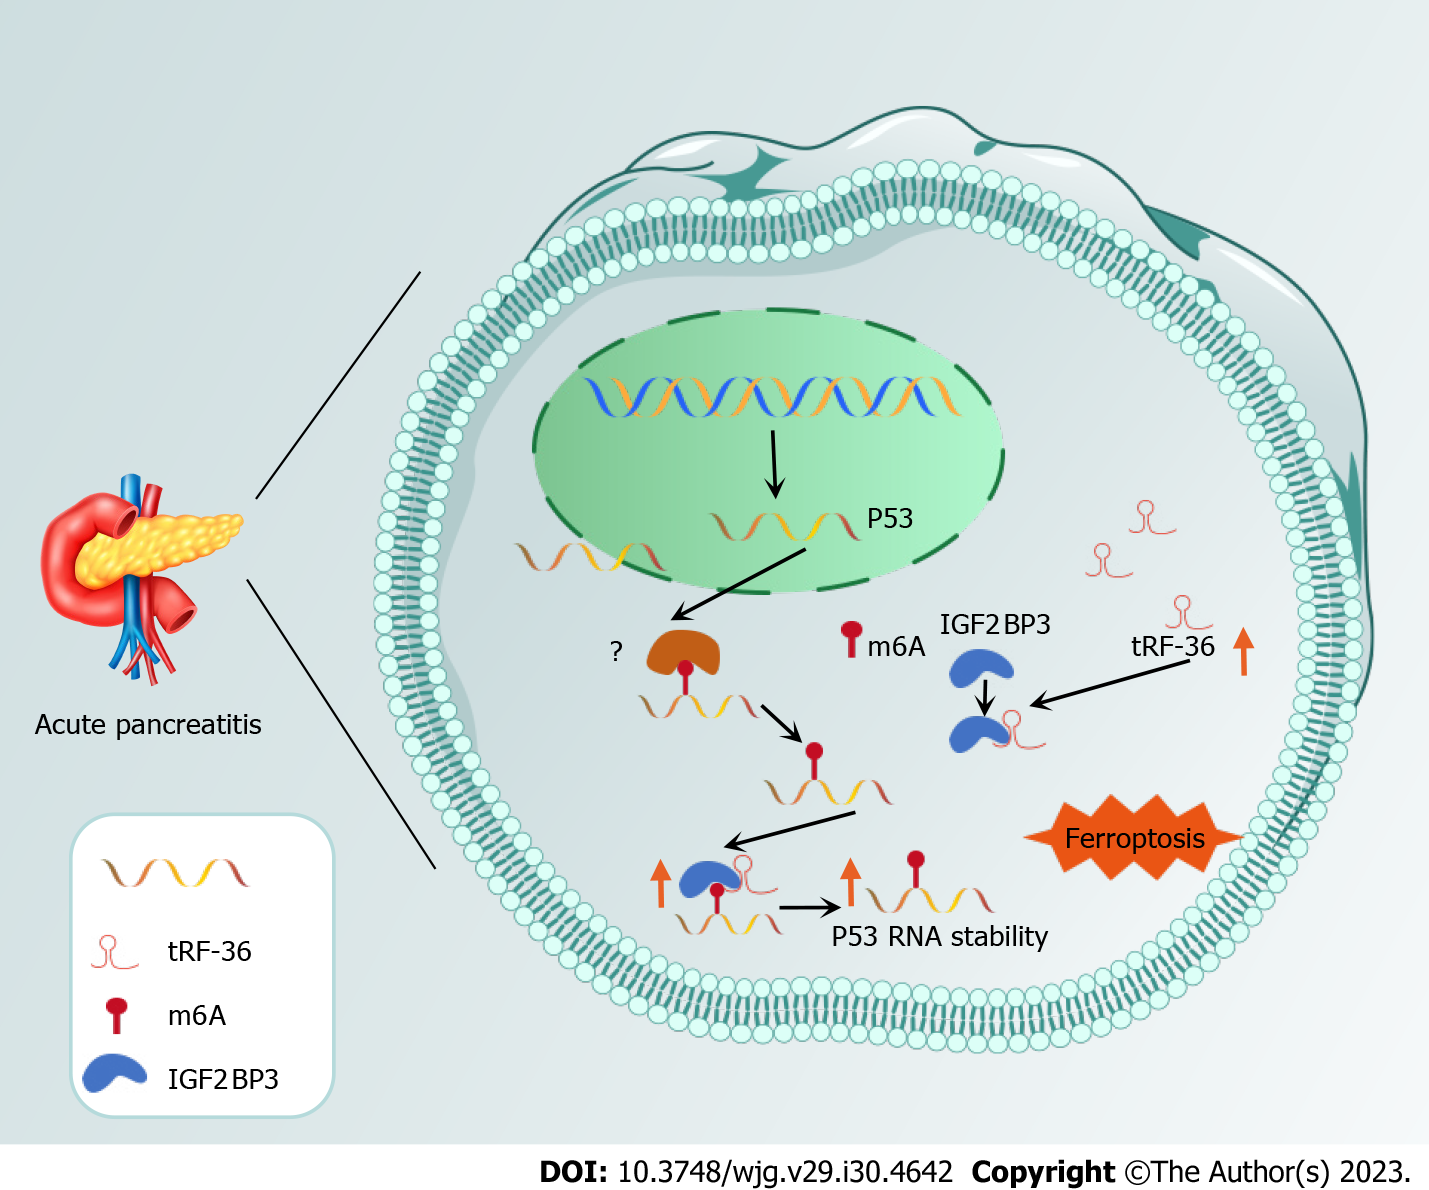 P53
?
m6A
IGF2BP3
tRF-36
Acute pancreatitis
Ferroptosis
P53 RNA stability
tRF-36
m6A
IGF2BP3
DOI: 10.3748/wjg.v29.i30.4642 Copyright ©The Author(s) 2023.